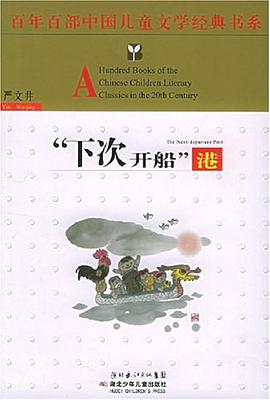 百年百部中国儿童文学经典书系
A Hundred Books of the
Chinese Children Literary
Classics in the 20th Century
严文井
Yan Wenjing
The Next-departure Port
“下次开船”港
湖北长江出版集团
湖北少年儿童出版社
HUBEI CHILDREN'S PRESS